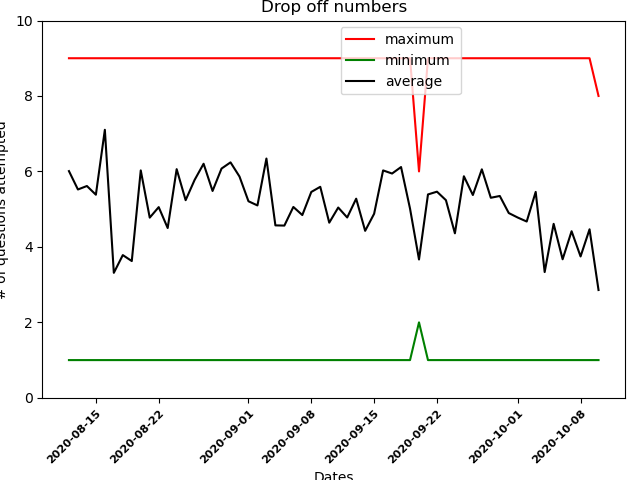 Drop off numbers
maximum
minimum
average
# of questions attempted
10
8
6
4
2
0
2020-08-15
2020-08-22
2020-09-01
2020-09-08
2020-09-15
2020-09-22
2020-10-01
2020-10-08
Dates